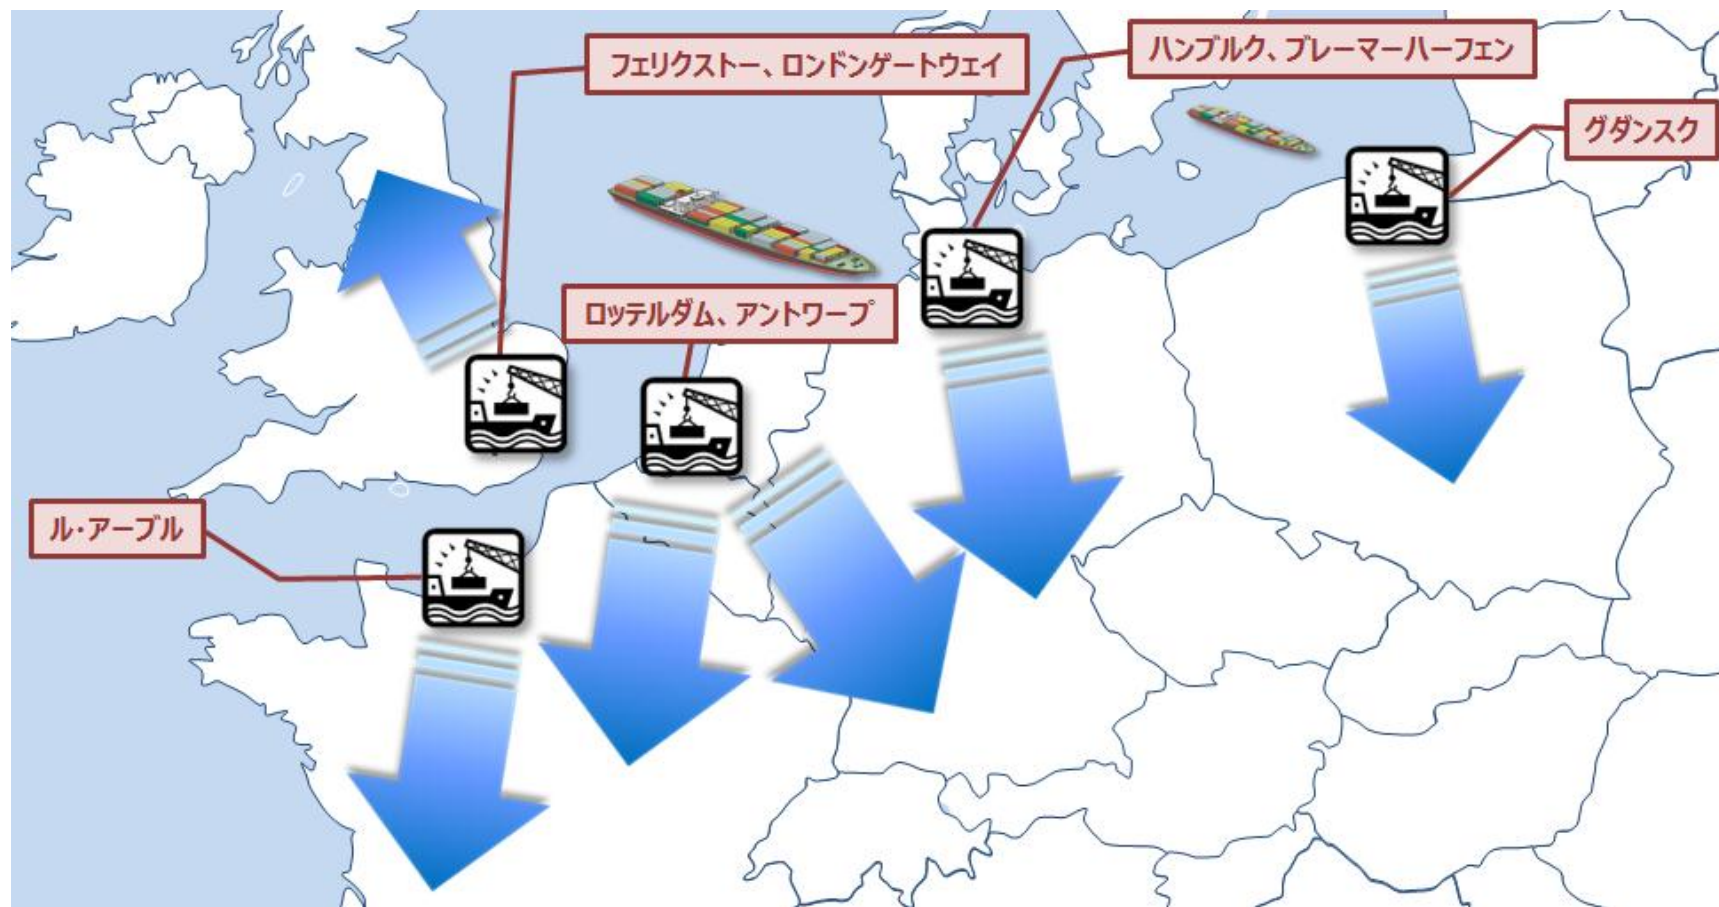 フェリクストー、ロンドンゲートウェイ
ハンブルク、ブレーマーハーフェン
グダンスク
ロッテルダム、アントワープ
ル・アーブル